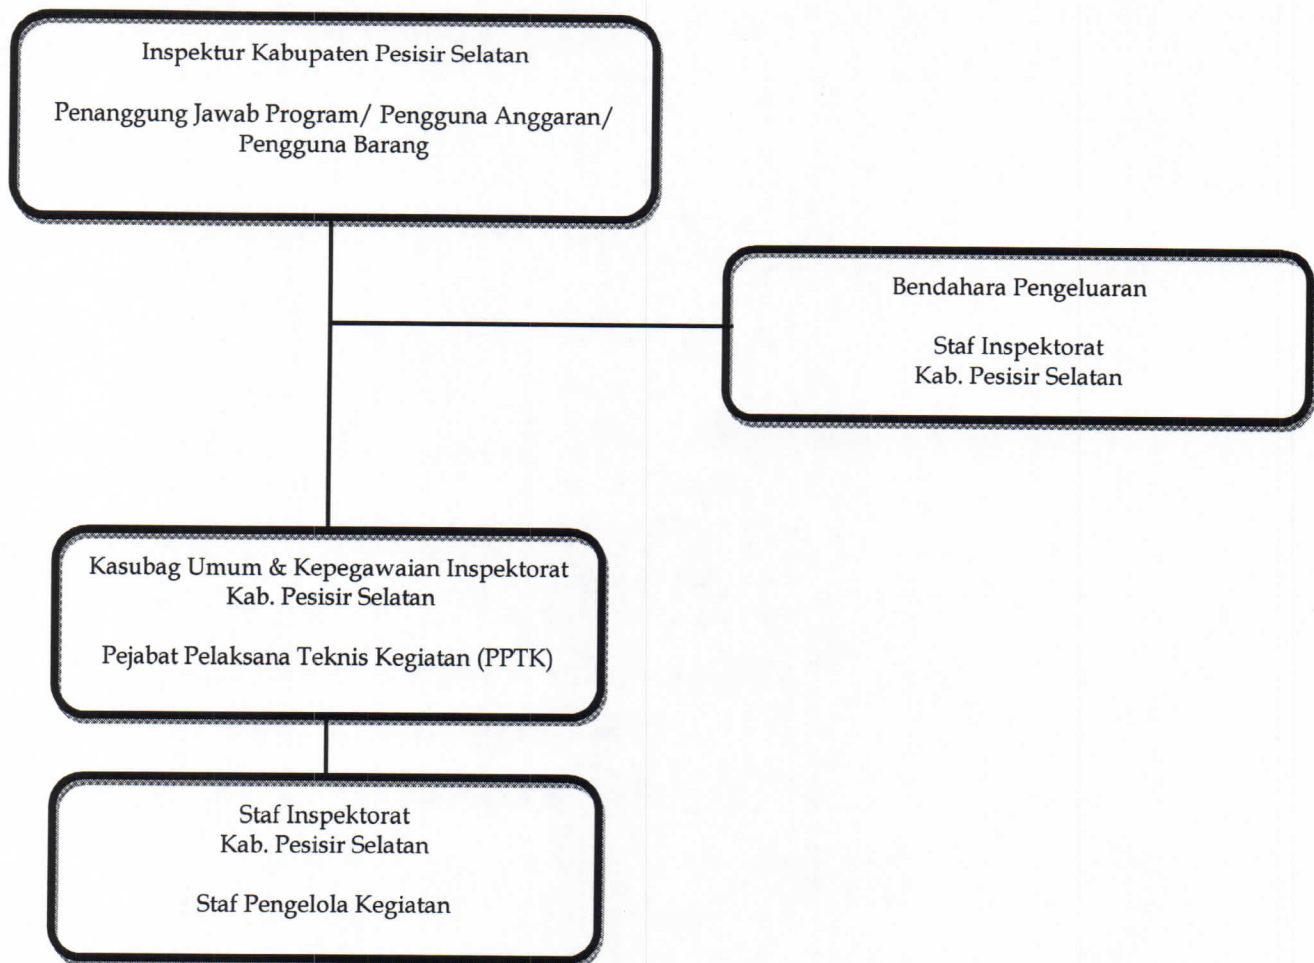 Inspektur Kabupaten Pesisir Selatan
Penanggung Jawab Program/ Pengguna Anggaran/
Pengguna Barang
Bendahara Pengeluaran
Staf Inspektorat
Kab. Pesisir Selatan
Kasubag Umum & Kepegawaian Inspektorat
Kab. Pesisir Selatan
Pejabat Pelaksana Teknis Kegiatan (PPTK)
Staf Inspektorat
Kab. Pesisir Selatan
Staf Pengelola Kegiatan